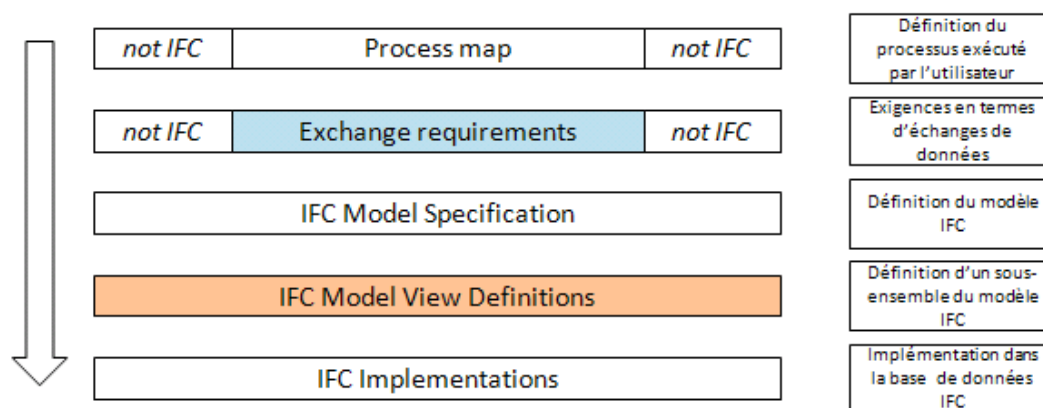 not IFC Process map not IFC
Définition du
processus exécuté
par l'utilisateur
not IFC Exchange requirements not IFC
Exigences en termes
d'échanges de
données
IFC Model Specification
Définition du modèle
IFC
IFC Model View Definitions
Définition d'un sous-
ensemble du modèle
IFC
IFC Implementations
Implémentation dans
la base de données
IFC